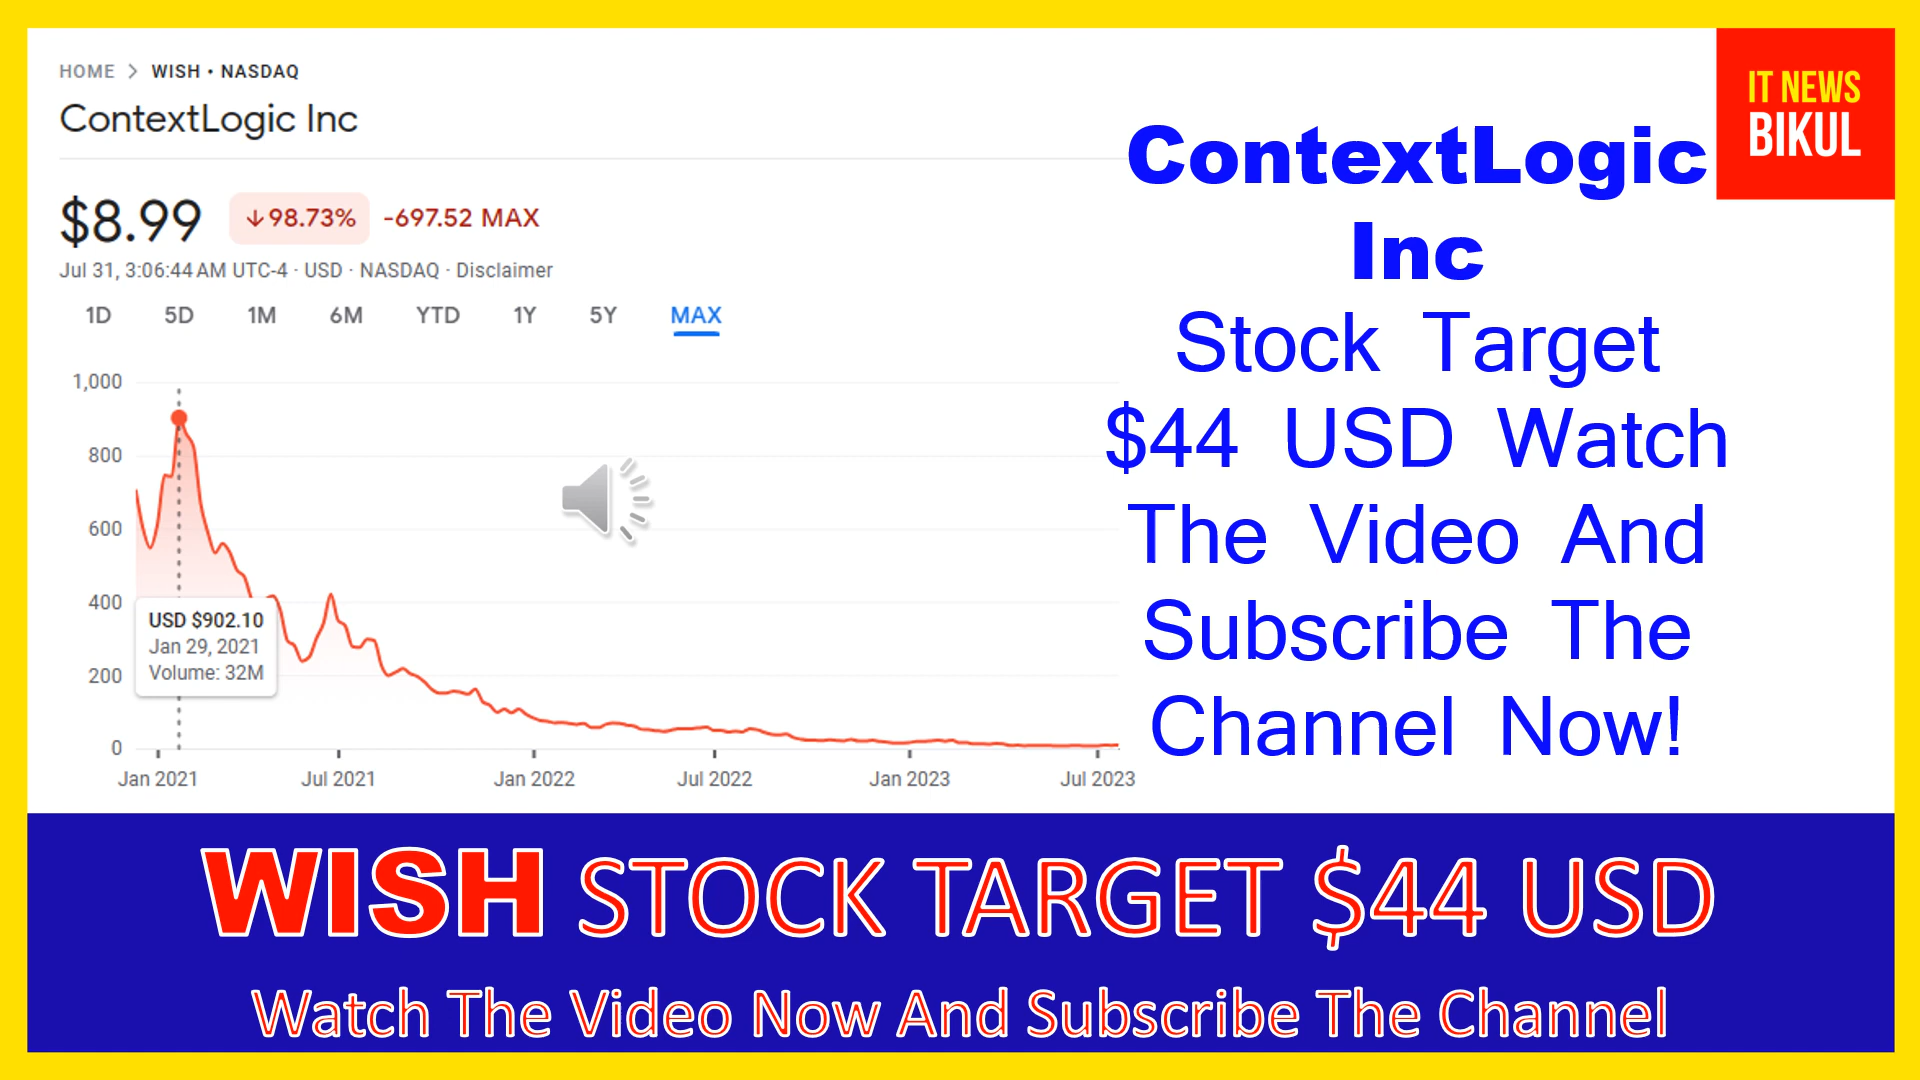 HOME > WISH • NASDAQ
ContextLogic Inc
$8.99 ↓98.73% -697.52 MAX
Jul 31, 3:06:44 AM UTC-4 · USD · NASDAQ · Disclaimer
1D 5D 1M 6M YTD 1Y 5Y MAX
1,000
800
600
400
200
0
USD $902.10
Jan 29, 2021
Volume: 32M
Jan 2021 Jul 2021 Jan 2022 Jul 2022 Jan 2023 Jul 2023
IT NEWS
BIKUL
ContextLogic
Inc
Stock Target
$44 USD Watch
The Video And
Subscribe The
Channel Now!
WISH STOCK TARGET $44 USD
Watch The Video Now And Subscribe The Channel